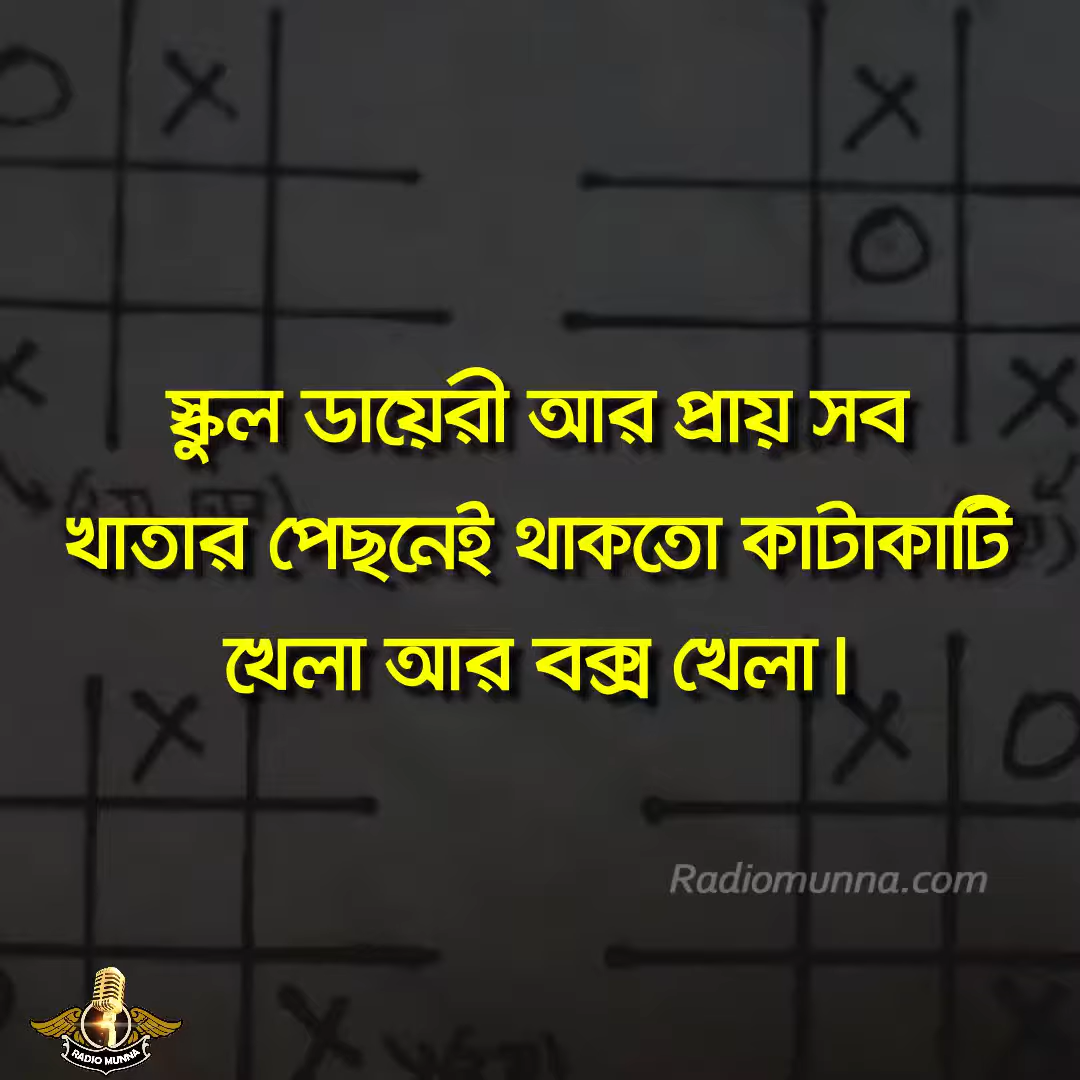 স্কুল ডায়েরী আর প্রায় সব
খাতার পেছনেই থাকতো কাটাকাটি
খেলা আর বক্স খেলা।
Radiomunna.com
RADIO MUNNA